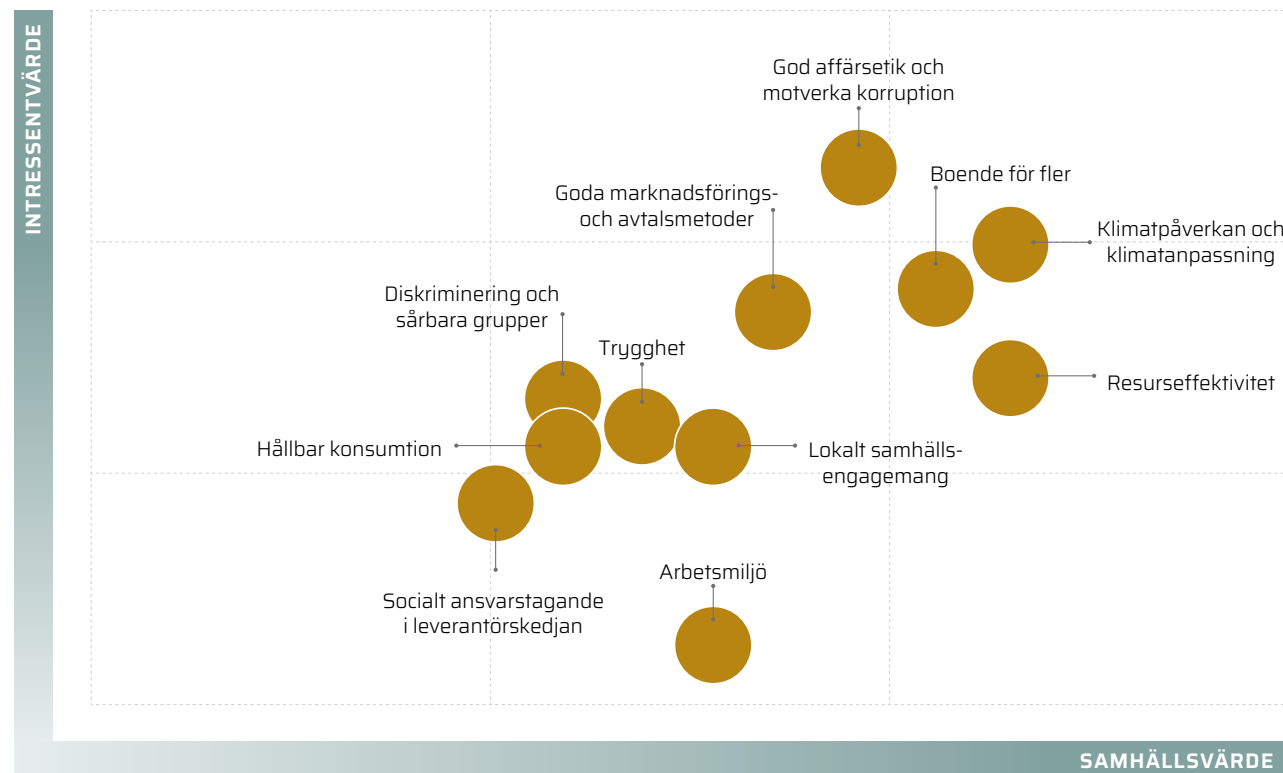 INTRESSENTVÄRDE
God affärsetik och
motverka korruption
Boende för fler
Goda marknadsförings-
och avtalsmetoder
Klimatpåverkan och
klimatanpassning
Diskriminering och
sårbara grupper
Trygghet
Resurseffektivitet
Hållbar konsumtion
Lokalt samhälls-
engagemang
Arbetsmiljö
Socialt ansvarstagande
i leverantörskedjan
SAMHÄLLSVÄRDE